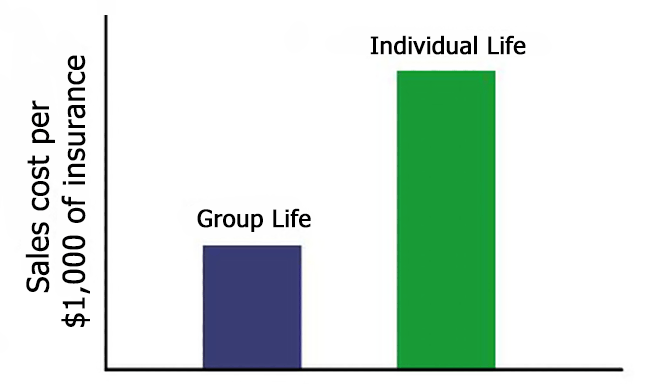 Individual Life
Group Life
Sales cost per
$1,000 of insurance